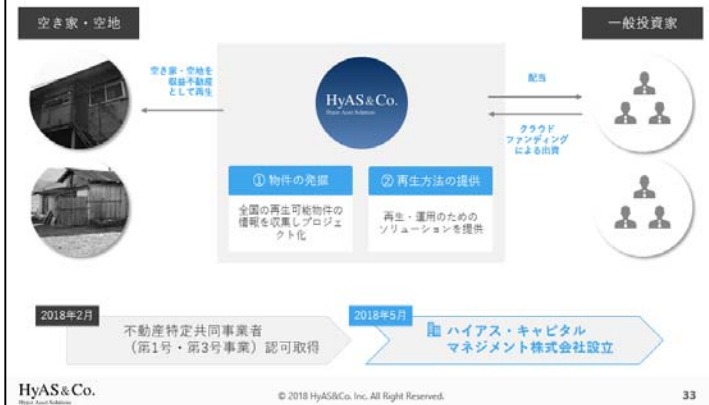 空き家・空地
一般投資家
空き家・空地を
収益不動産
として再生
HyAS&Co.
Hyper Asset Solutions
配当
クラウド
ファンディング
による出資
① 物件の発掘
全国の再生可能物件の
情報を収集しプロジェ
クト化
② 再生方法の提供
再生・運用のための
ソリューションを提供
2018年2月
不動産特定共同事業者
（第1号・第3号事業）認可取得
2018年5月
ハイアス・キャピタル
マネジメント株式会社設立
HyAS&Co.
© 2018 HyAS&Co. Inc. All Right Reserved.
33